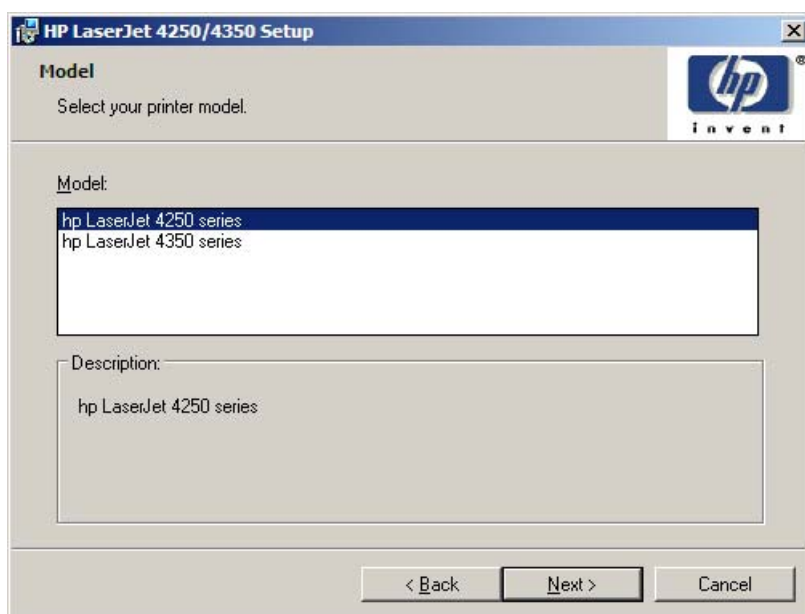 HP LaserJet 4250/4350 Setup
Model
Select your printer model.
hp
®
invent
Model:
hp LaserJet 4250 series
hp LaserJet 4350 series
Description:
hp LaserJet 4250 series
< Back
Next >
Cancel